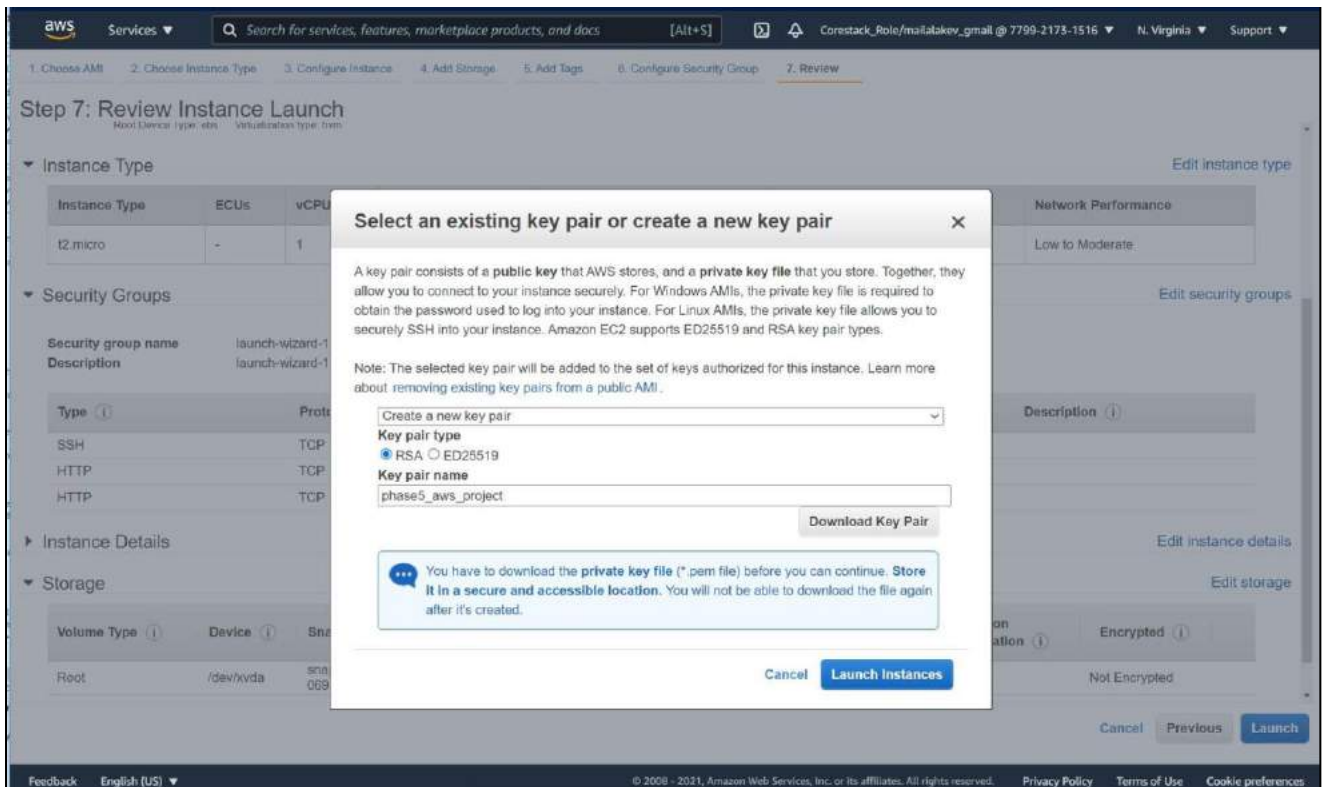 aws Services ▼ Search for services, features, marketplace products, and docs [Alt+S] Corestack_Role/mailalakev_gmail @ 7799-2173-1516 ▼ N. Virginia ▼ Support ▼
1. Choose AMI 2. Choose Instance Type 3. Configure Instance 4. Add Storage 5. Add Tags 6. Configure Security Group 7. Review
Step 7: Review Instance Launch
Root Device Type: ebs Virtualization type: hvm
Instance Type Edit instance type
Instance Type ECUs vCPU Network Performance
t2.micro - 1 Low to Moderate
Security Groups Edit security groups
Security group name launch-wizard-1
Description launch-wizard-1
Type Proto Description
SSH TCP
HTTP TCP
HTTP TCP
Instance Details Edit instance details
Storage Edit storage
Volume Type Device Sna on
ation Encrypted
Root /dev/xvda sna
069 Not Encrypted
Cancel Previous Launch
Select an existing key pair or create a new key pair ×
A key pair consists of a public key that AWS stores, and a private key file that you store. Together, they
allow you to connect to your instance securely. For Windows AMIs, the private key file is required to
obtain the password used to log into your instance. For Linux AMIs, the private key file allows you to
securely SSH into your instance. Amazon EC2 supports ED25519 and RSA key pair types.
Note: The selected key pair will be added to the set of keys authorized for this instance. Learn more
about removing existing key pairs from a public AMI.
Create a new key pair
Key pair type
RSA ED25519
Key pair name
phase5_aws_project
Download Key Pair
You have to download the private key file (*.pem file) before you can continue. Store
it in a secure and accessible location. You will not be able to download the file again
after it's created.
Cancel Launch Instances
Feedback English (US) ▼ © 2008 - 2021, Amazon Web Services, Inc. or its affiliates. All rights reserved. Privacy Policy Terms of Use Cookie preferences